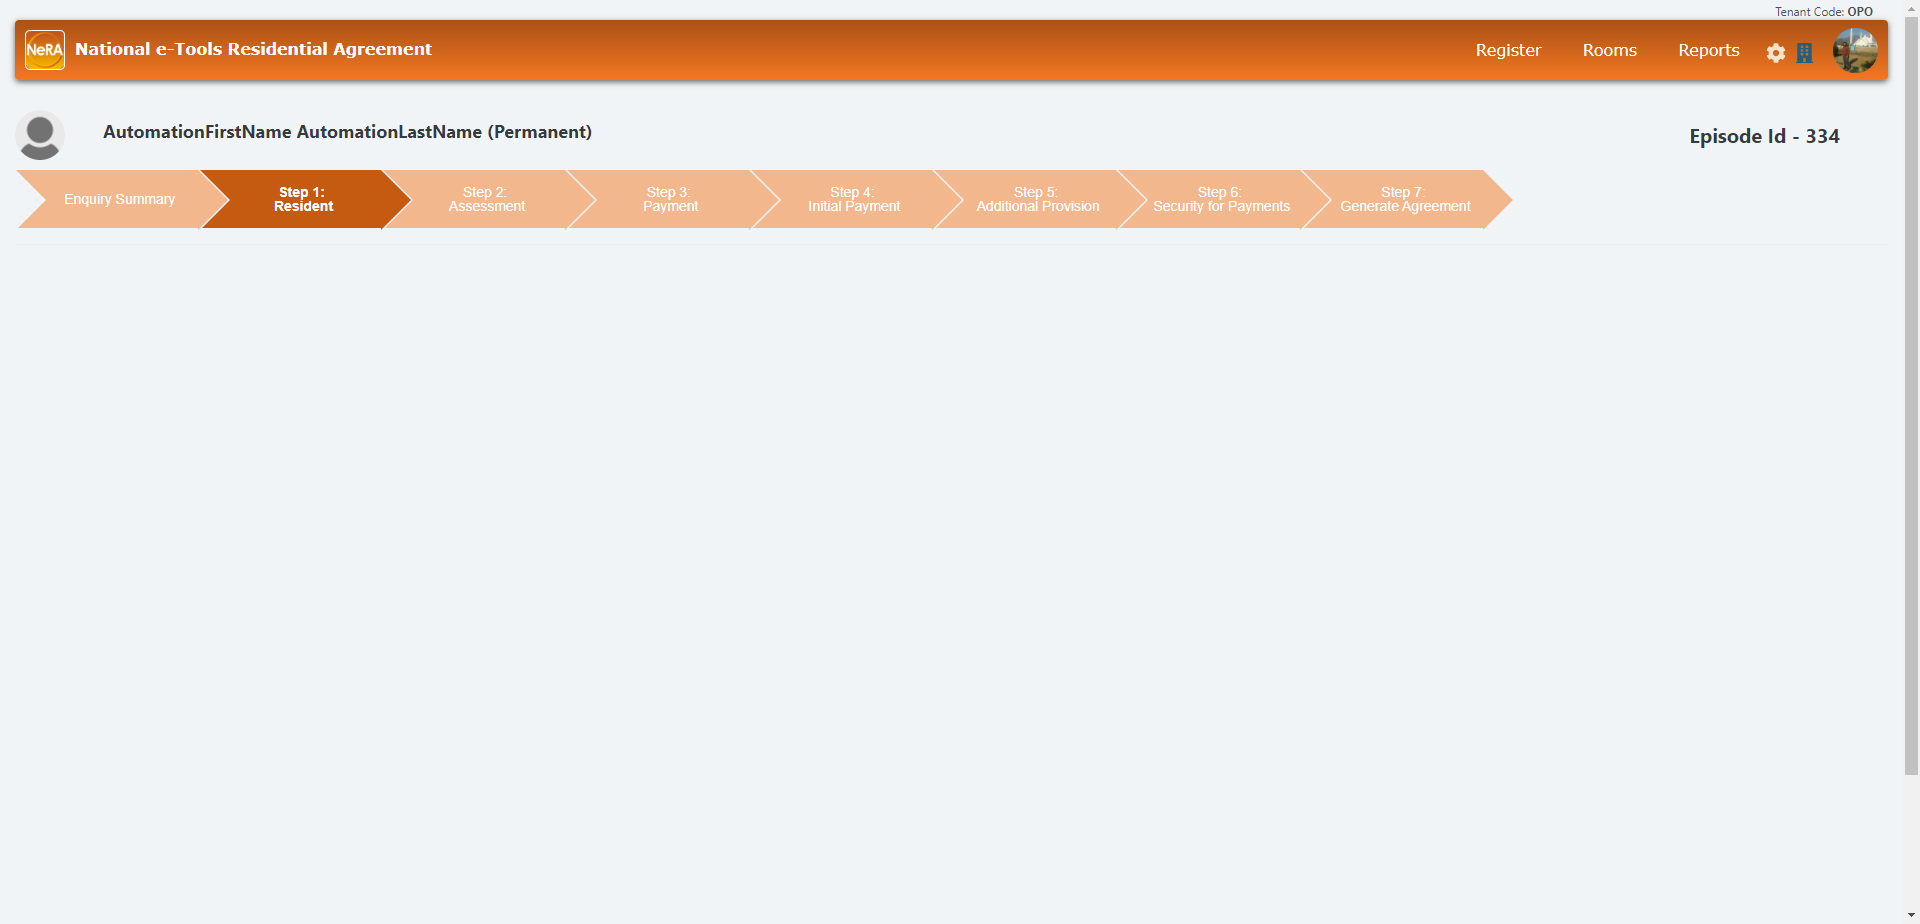 Tenant Code: OPO
NeRA National e-Tools Residential Agreement
Register Rooms Reports
AutomationFirstName AutomationLastName (Permanent)
Episode Id - 334
Enquiry Summary
Step 1:
Resident
Step 2:
Assessment
Step 3:
Payment
Step 4:
Initial Payment
Step 5:
Additional Provision
Step 6:
Security for Payments
Step 7:
Generate Agreement